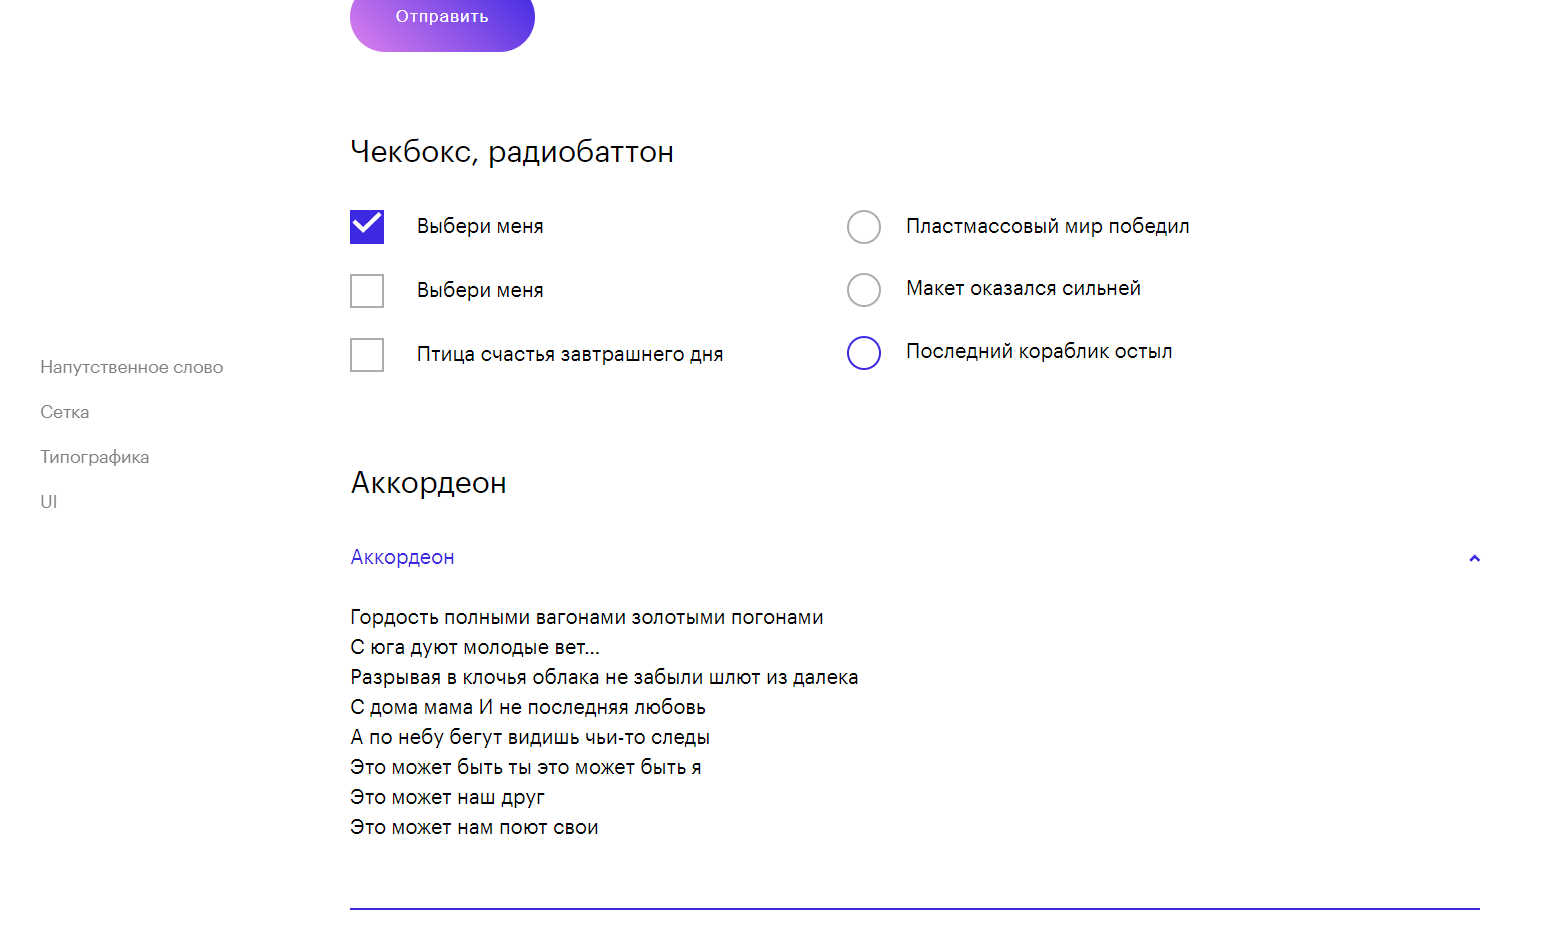 Отправить
Чекбокс, радиобаттон
Выбери меня
Выбери меня
Птица счастья завтрашнего дня
Пластмассовый мир победил
Макет оказался сильней
Последний кораблик остыл
Напутственное слово
Сетка
Типографика
UI
Аккордеон
Аккордеон
Гордость полными вагонами золотыми погонами
С юга дуют молодые вет...
Разрывая в клочья облака не забыли шлют из далека
С дома мама И не последняя любовь
А по небу бегут видишь чьи-то следы
Это может быть ты это может быть я
Это может наш друг
Это может нам поют свои